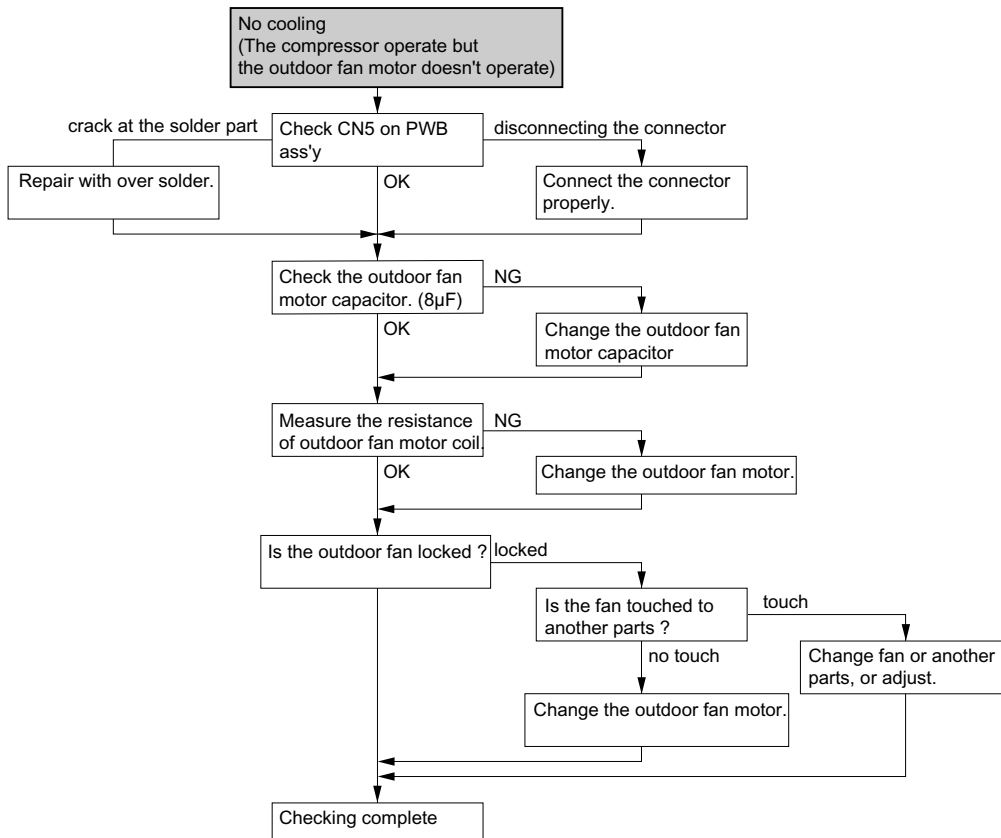 No cooling
(The compressor operate but
the outdoor fan motor doesn't operate)
crack at the solder part
Check CN5 on PWB
ass'y
disconnecting the connector
Repair with over solder.
OK
Connect the connector
properly.
Check the outdoor fan
motor capacitor. (8µF)
NG
OK
Change the outdoor fan
motor capacitor
Measure the resistance
of outdoor fan motor coil.
NG
OK
Change the outdoor fan motor.
Is the outdoor fan locked ?
locked
Is the fan touched to
another parts ?
touch
no touch
Change fan or another
parts, or adjust.
Change the outdoor fan motor.
Checking complete